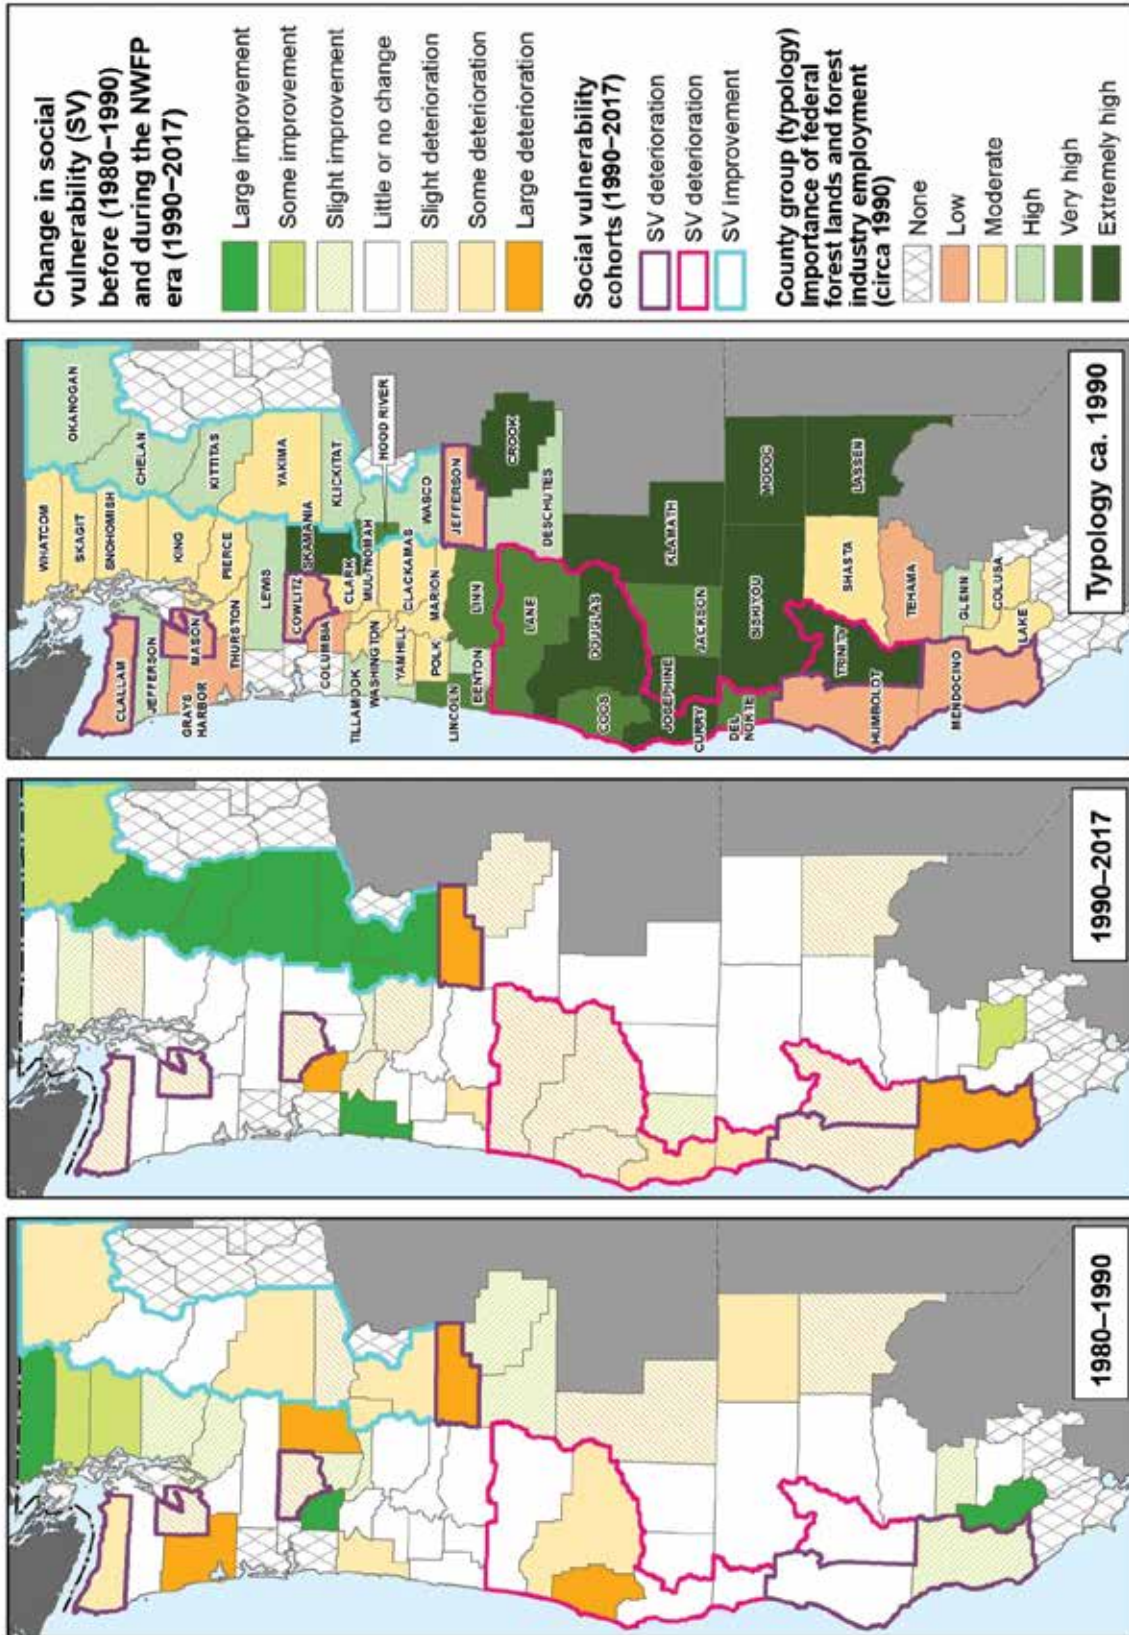 1980–1990
1990–2017
Typology ca. 1990
WHATCOM
SKAGIT
SNOHOMISH
KING
PIERCE
OKANOGAN
CHELAN
KITTITAS
YAKIMA
KLICKITAT
CLALLAM
JEFFERSON
MASON
GRAYS
HARBOR
THURSTON
LEWIS
COWLITZ
SKAMANIA
CLARK
COLUMBIA
MULTNOMAH
HOOD RIVER
TILLAMOOK
WASHINGTON
YAMHILL
CLACKAMAS
WASCO
POLK
MARION
JEFFERSON
LINCOLN
BENTON
LINN
CROOK
DESCHUTES
LANE
DOUGLAS
COOS
KLAMATH
JACKSON
JOSEPHINE
CURRY
DEL
NORTE
SISKIYOU
MODOC
LASSEN
SHASTA
TRINITY
HUMBOLDT
TEHAMA
MENDOCINO
GLENN
COLUSA
LAKE
Change in social
vulnerability (SV)
before (1980–1990)
and during the NWFP
era (1990–2017)
Large improvement
Some improvement
Slight improvement
Little or no change
Slight deterioration
Some deterioration
Large deterioration
Social vulnerability
cohorts (1990–2017)
SV deterioration
SV deterioration
SV improvement
County group (typology)
Importance of federal
forest lands and forest
industry employment
(circa 1990)
None
Low
Moderate
High
Very high
Extremely high